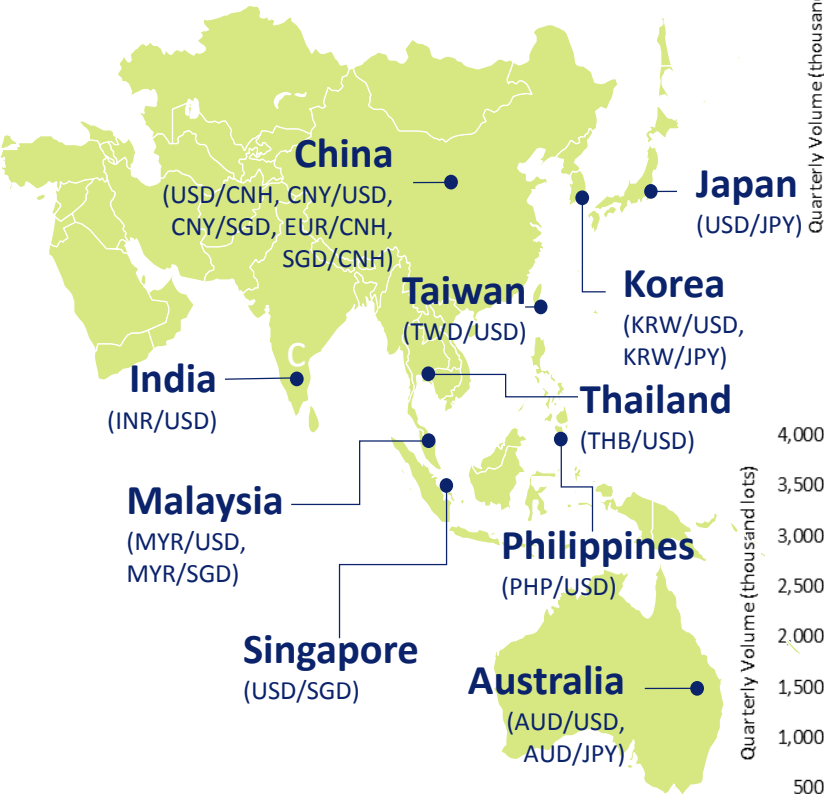 China
(USD/CNH, CNY/USD,
CNY/SGD, EUR/CNH,
SGD/CNH)
Japan
(USD/JPY)
Korea
(KRW/USD,
KRW/JPY)
Taiwan
(TWD/USD)
C
India
(INR/USD)
Thailand
(THB/USD)
Malaysia
(MYR/USD,
MYR/SGD)
Philippines
(PHP/USD)
Singapore
(USD/SGD)
Australia
(AUD/USD,
AUD/JPY)
Quarterly Volume (thousand
Quarterly Volume (thousand lots)
4,000
3,500
3,000
2,500
2,000
1,500
1,000
500